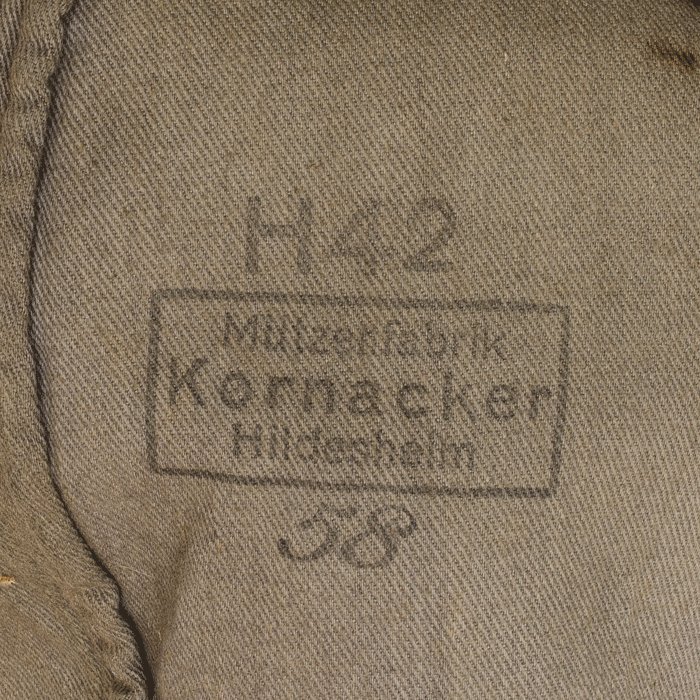 H42
Mützenfabrik
Kornacker
Hildesheim
58